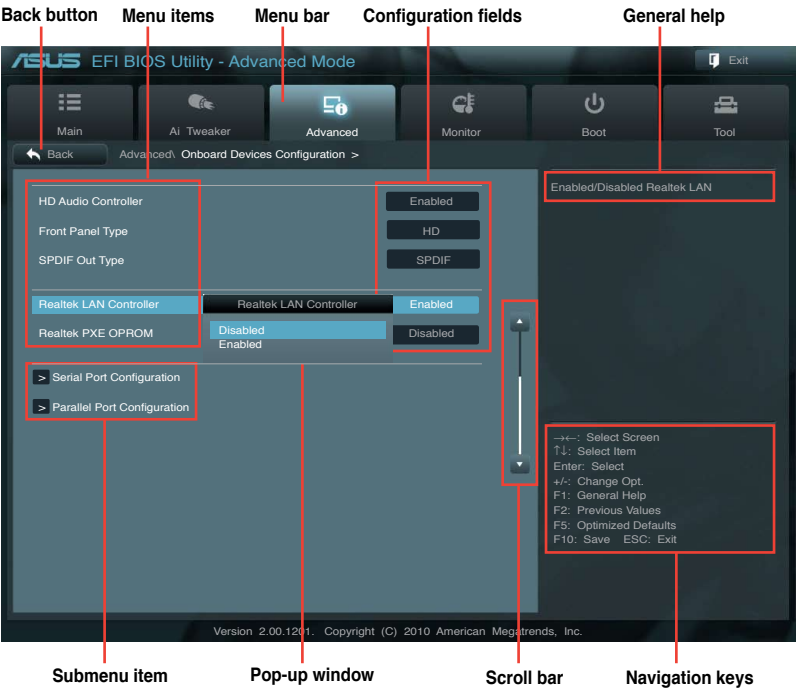 Back button Menu items Menu bar Configuration fields General help
ASUS EFI BIOS Utility - Advanced Mode Exit
Main Ai Tweaker Advanced Monitor Boot Tool
Back Advanced\ Onboard Devices Configuration >
Enabled/Disabled Realtek LAN
HD Audio Controller Enabled
Front Panel Type HD
SPDIF Out Type SPDIF
Realtek LAN Controller Realtek LAN Controller Enabled
Realtek PXE OPROM Disabled Disabled
Enabled
> Serial Port Configuration
> Parallel Port Configuration
→←: Select Screen
↑↓: Select Item
Enter: Select
+/-: Change Opt.
F1: General Help
F2: Previous Values
F5: Optimized Defaults
F10: Save ESC: Exit
Version 2.00.1201. Copyright (C) 2010 American Megatrends, Inc.
Submenu item Pop-up window Scroll bar Navigation keys